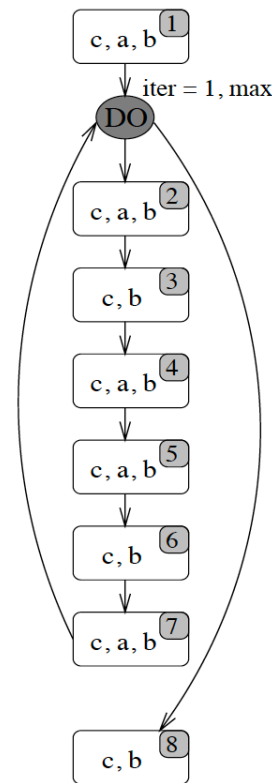 1
c, a, b
iter = 1, max
DO
2
c, a, b
3
c, b
4
c, a, b
5
c, a, b
6
c, b
7
c, a, b
8
c, b